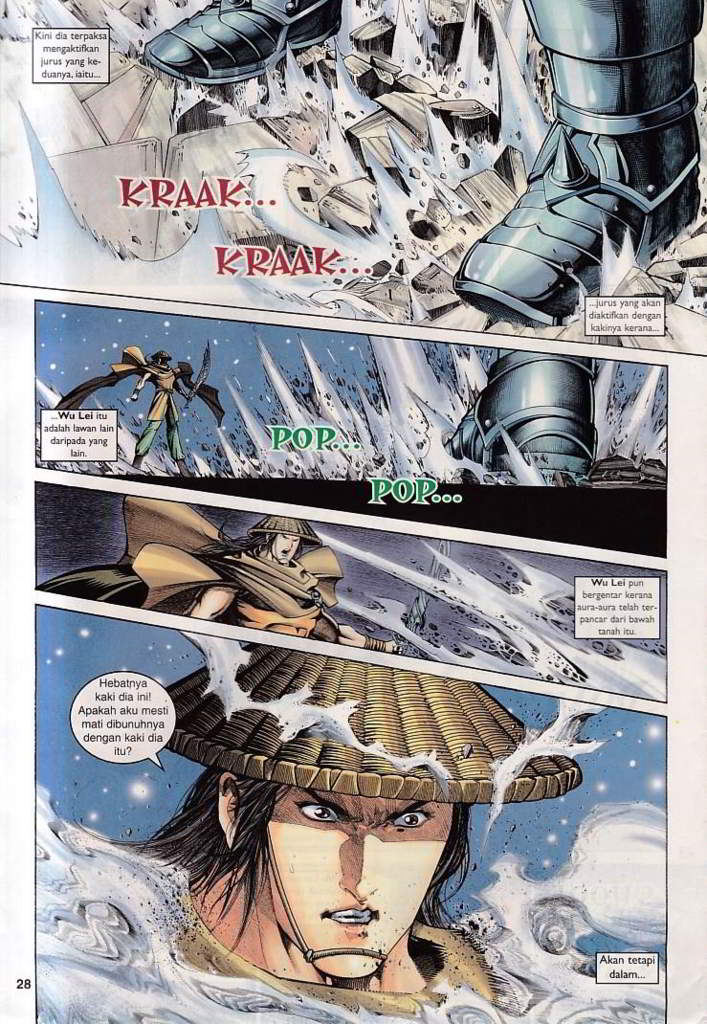 Kini dia terpaksa
mengaktifkan
jurus yang ke-
duanya, iaitu...
KRAAK...
KRAAK...
...jurus yang akan
diaktifkan dengan
kakinya kerana...
...Wu Lei itu
adalah lawan lain
daripada yang
lain.
POP...
POP...
Wu Lei pun
bergentar kerana
aura-aura telah ter-
pancar dari bawah
tanah itu.
Hebatnya
kaki dia ini!
Apakah aku mesti
mati dibunuhnya
dengan kaki dia
itu?
Akan tetapi
dalam...
28